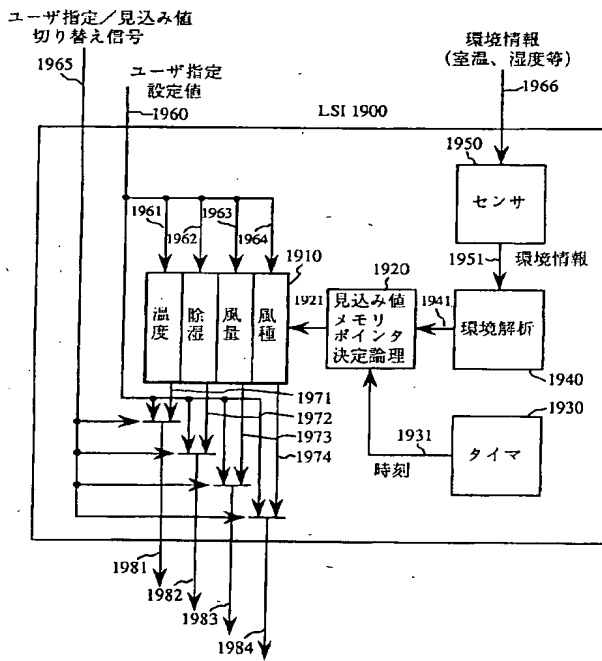 ユーザ指定／見込み値
切り替え信号
1965
ユーザ指定
設定値
1960
環境情報
(室温、湿度等)
1966
LSI 1900
1950
センサ
1961
1962
1963
1964
1951
環境情報
1910
1920
温度
除湿
風量
風種
1921
見込み値
メモリ
ポインタ
決定論理
1941
環境解析
1940
1971
1972
1973
1974
1930
タイマ
1931
時刻
1981
1982
1983
1984